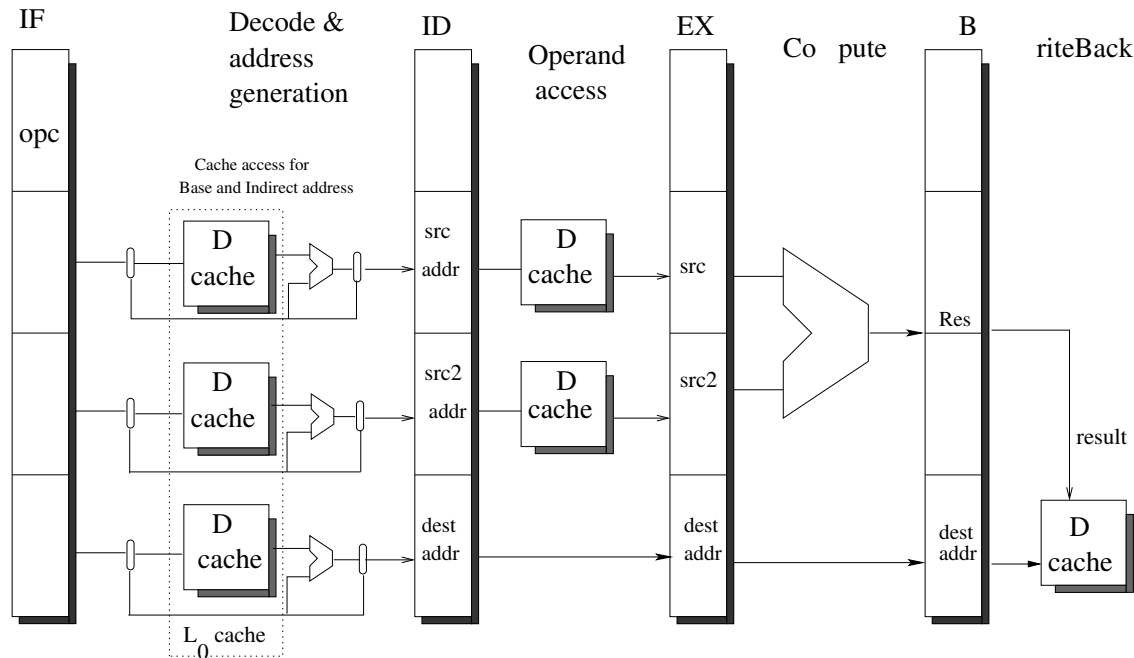 IF
Decode &
address
generation
ID
Operand
access
EX
Co pute
B
riteBack
opc
Cache access for
Base and Indirect address
D
cache
src
addr
D
cache
src
Res
D
cache
src2
addr
D
cache
src2
result
D
cache
dest
addr
dest
addr
dest
addr
D
cache
L0 cache